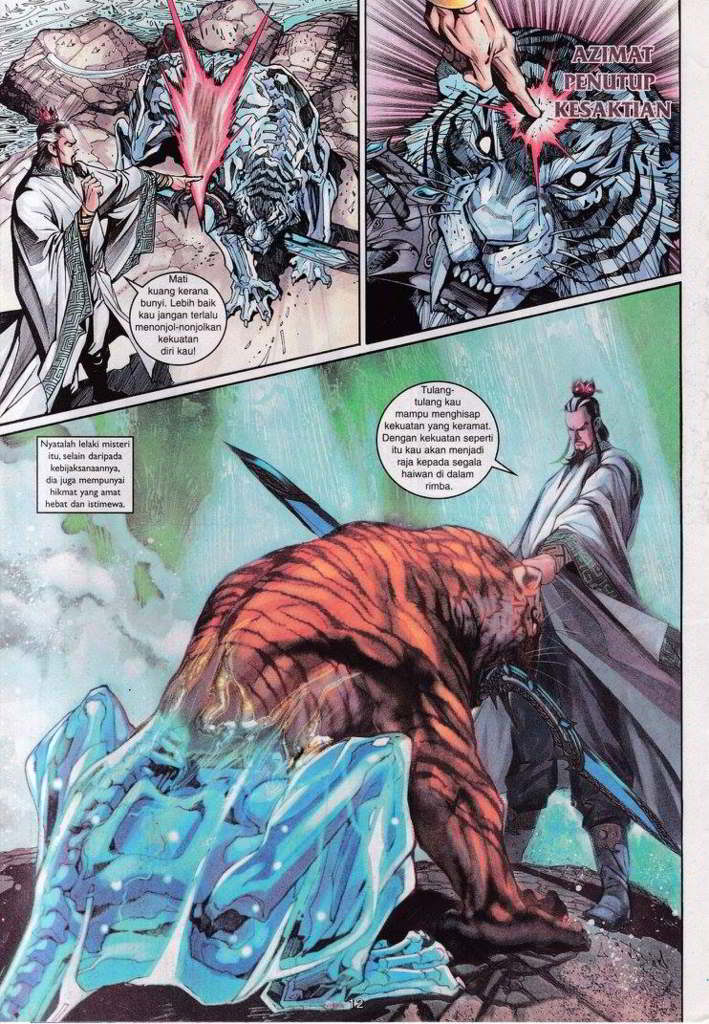 Mati
kuang kerana
bunyi. Lebih baik
kau jangan terlalu
menonjol-nonjolkan
kekuatan
diri kau!
AZIMAT
PENUTUP
KESAKTIAN
Nyatalah lelaki misteri
itu, selain daripada
kebijaksanaannya,
dia juga mempunyai
hikmat yang amat
hebat dan istimewa.
Tulang-
tulang kau
mampu menghisap
kekuatan yang keramat.
Dengan kekuatan seperti
itu kau akan menjadi
raja kepada segala
haiwan di dalam
rimba.
12